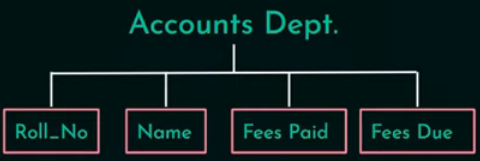 Accounts Dept.
Roll_No
Name
Fees Paid
Fees Due